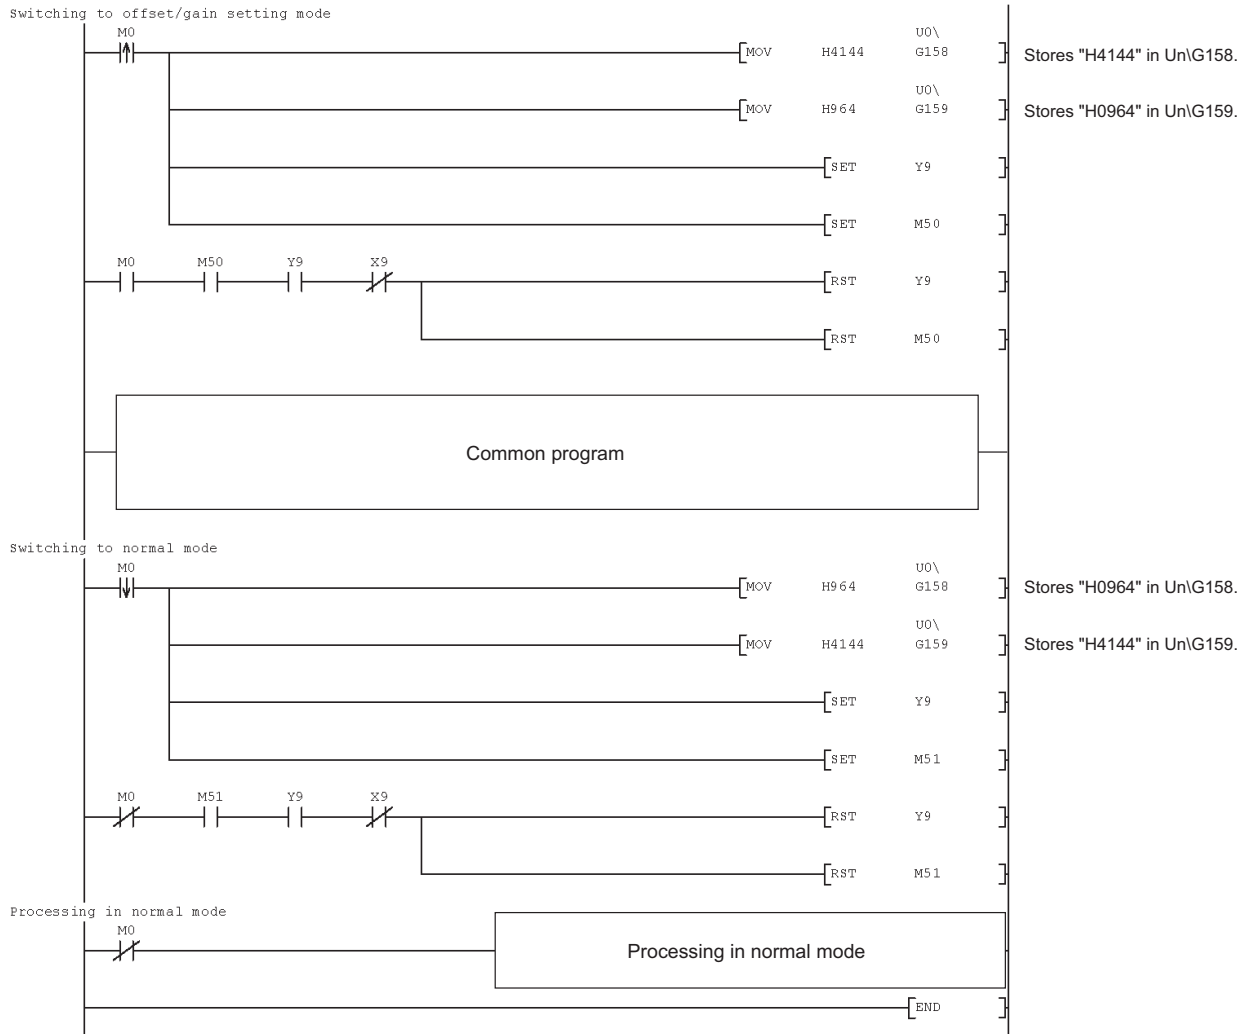 Switching to offset/gain setting mode
M0
U0\
MOV H4144 G158 Stores "H4144" in Un\G158.
U0\
MOV H964 G159 Stores "H0964" in Un\G159.
SET Y9
SET M50
M0 M50 Y9 X9
RST Y9
RST M50
Common program
Switching to normal mode
M0
U0\
MOV H964 G158 Stores "H0964" in Un\G158.
U0\
MOV H4144 G159 Stores "H4144" in Un\G159.
SET Y9
SET M51
M0 M51 Y9 X9
RST Y9
RST M51
Processing in normal mode
M0
Processing in normal mode
END